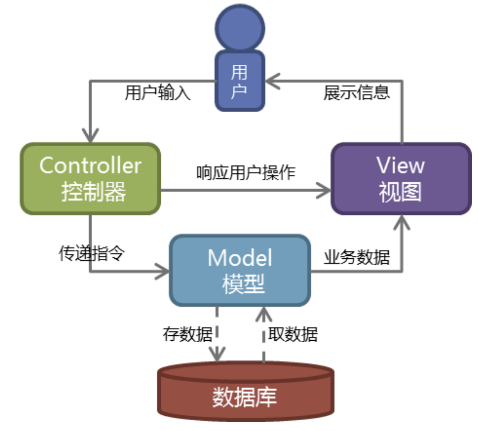 用
户
用户输入
展示信息
Controller
控制器
响应用户操作
View
视图
传递指令
Model
模型
业务数据
存数据
取数据
数据库